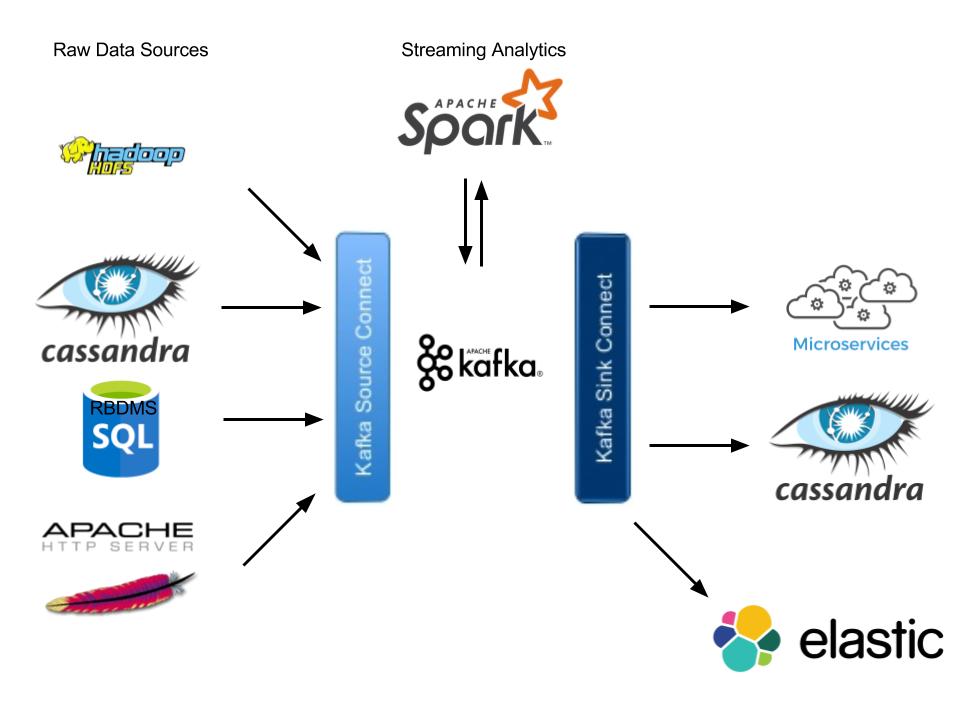 Raw Data Sources
Streaming Analytics
APACHE
Spark™
hadoop
HDFS
cassandra
RBDMS
SQL
APACHE
HTTP SERVER
Kafka Source Connect
APACHE
kafka®
Kafka Sink Connect
Microservices
cassandra
elastic